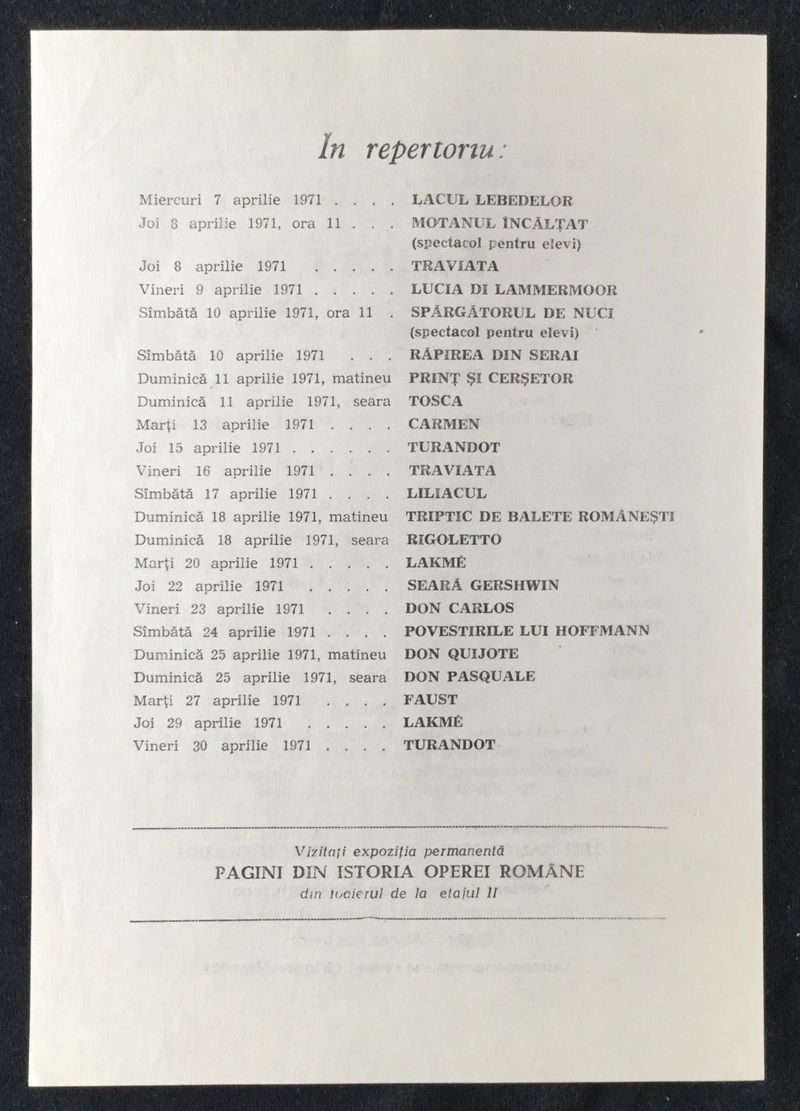 In repertoriu:
Miercuri 7 aprilie 1971 . . . . LACUL LEBEDELOR
Joi 8 aprilie 1971, ora 11 . . . MOTANUL ÎNCĂLȚAT
(spectacol pentru elevi)
Joi 8 aprilie 1971 . . . . . TRAVIATA
Vineri 9 aprilie 1971 . . . . . LUCIA DI LAMMERMOOR
Sîmbătă 10 aprilie 1971, ora 11 . SPĂRGĂTORUL DE NUCI
(spectacol pentru elevi)
Sîmbătă 10 aprilie 1971 . . . RĂPIREA DIN SERAI
Duminică 11 aprilie 1971, matineu PRINȚ ȘI CERȘETOR
Duminică 11 aprilie 1971, seara TOSCA
Marți 13 aprilie 1971 . . . . CARMEN
Joi 15 aprilie 1971 . . . . . . TURANDOT
Vineri 16 aprilie 1971 . . . . TRAVIATA
Sîmbătă 17 aprilie 1971 . . . . LILIACUL
Duminică 18 aprilie 1971, matineu TRIPTIC DE BALETE ROMÂNEȘTI
Duminică 18 aprilie 1971, seara RIGOLETTO
Marți 20 aprilie 1971 . . . . . LAKMÉ
Joi 22 aprilie 1971 . . . . . SEARĂ GERSHWIN
Vineri 23 aprilie 1971 . . . . DON CARLOS
Sîmbătă 24 aprilie 1971 . . . . POVESTIRILE LUI HOFFMANN
Duminică 25 aprilie 1971, matineu DON QUIJOTE
Duminică 25 aprilie 1971, seara DON PASQUALE
Marți 27 aprilie 1971 . . . . FAUST
Joi 29 aprilie 1971 . . . . . LAKMÉ
Vineri 30 aprilie 1971 . . . . TURANDOT
Vizitați expoziția permanentă
PAGINI DIN ISTORIA OPEREI ROMÂNE
din focierul de la etajul II